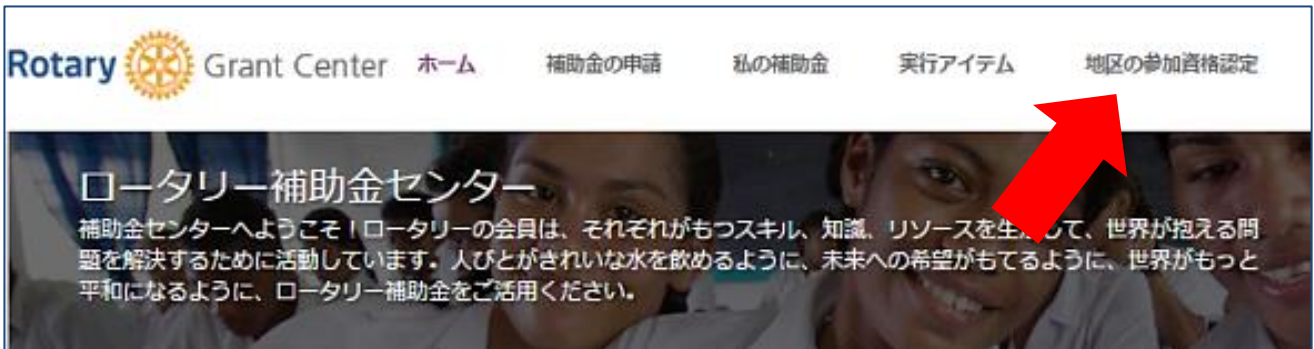 Rotary Grant Center ホーム 補助金の申請 私の補助金 実行アイテム 地区の参加資格認定
ロータリー補助金センター
補助金センターへようこそ！ロータリーの会員は、それぞれがもつスキル、知識、リソースを生 して、世界が抱える問
題を解決するために活動しています。人びとがきれいな水を飲めるように、未来への希望がもてるように、世界がもっと
平和になるように、ロータリー補助金をご活用ください。